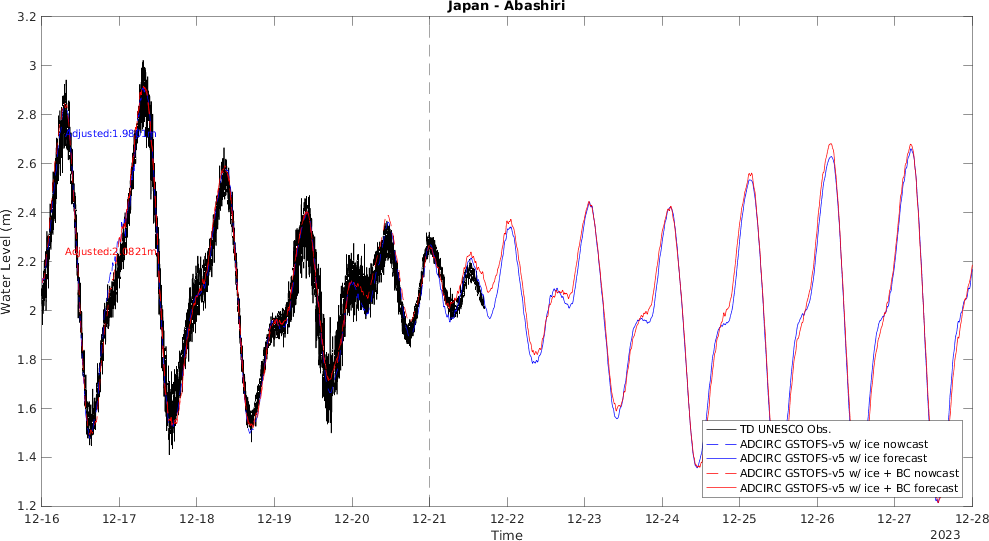 Japan - Abashiri
3.2
3
2.8
2.6
2.4
2.2
2
1.8
1.6
1.4
1.2
Water Level (m)
Adjusted:2.0821m
TD UNESCO Obs.
ADCIRC GSTOFS-v5 w/ ice nowcast
ADCIRC GSTOFS-v5 w/ ice forecast
ADCIRC GSTOFS-v5 w/ ice + BC nowcast
ADCIRC GSTOFS-v5 w/ ice + BC forecast
12-16 12-17 12-18 12-19 12-20 12-21 12-22 12-23 12-24 12-25 12-26 12-27 12-28
Time
2023